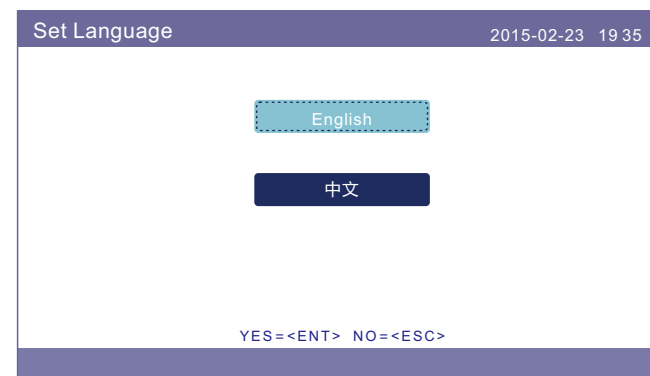 Set Language
2015-02-23 19 35
English
中文
YES=<ENT> NO=<ESC>